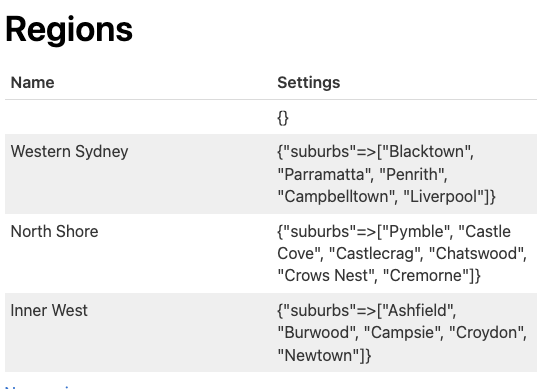 Regions
Name Settings
{}
Western Sydney {"suburbs"=>["Blacktown",
"Parramatta", "Penrith",
"Campbelltown", "Liverpool"]}
North Shore {"suburbs"=>["Pymble", "Castle
Cove", "Castlecrag", "Chatswood",
"Crows Nest", "Cremorne"]}
Inner West {"suburbs"=>["Ashfield",
"Burwood", "Campsie", "Croydon",
"Newtown"]}